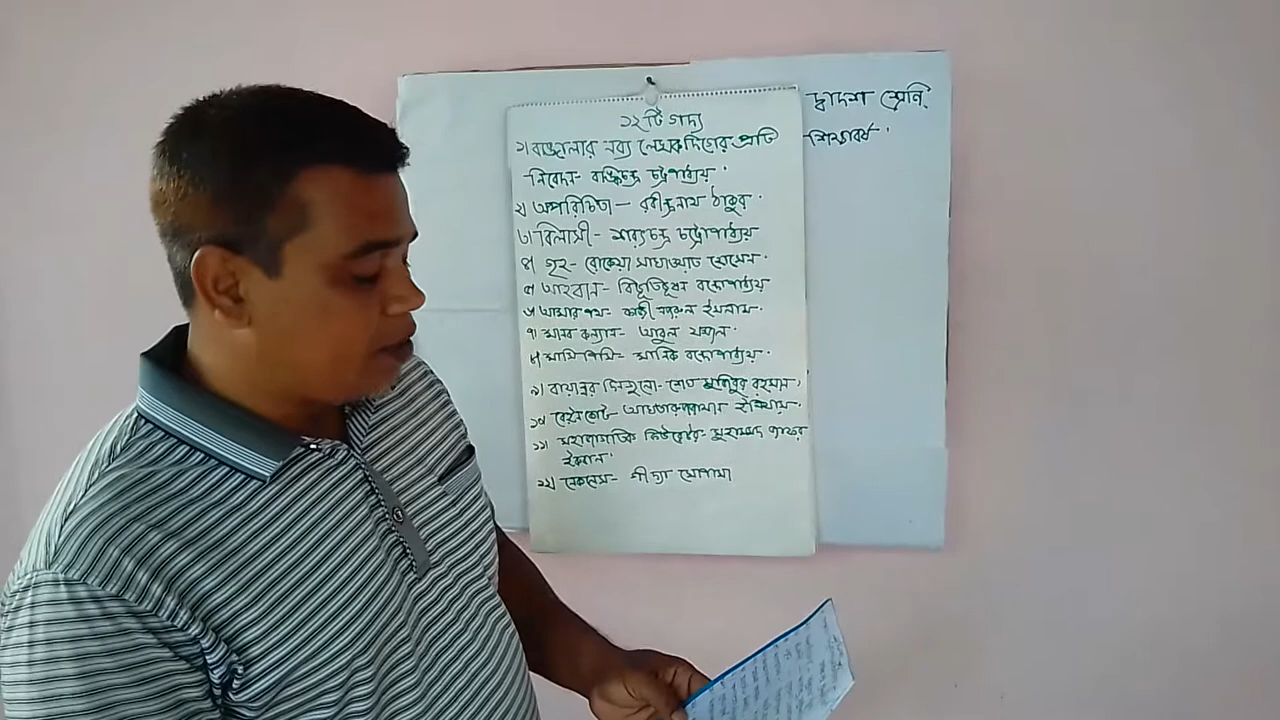 ১২টি গদ্য
১। বাঙ্গালার নব্য লেখকদিগের প্রতি
নিবেদন- বঙ্কিমচন্দ্র চট্টোপাধ্যায়।
২। অপরিচিতা- রবীন্দ্রনাথ ঠাকুর।
৩। বিলাসী- শরৎচন্দ্র চট্টোপাধ্যায়
৪। গৃহ- রোকেয়া সাখাওয়াত হোসেন।
৫। আহবান- বিভূতিভূষণ বন্দ্যোপাধ্যায়
৬। আমার পথ- কাজী নজরুল ইসলাম।
৭। মানব কল্যাণ- আবুল ফজল।
৮। মাসি পিসি- মানিক বন্দ্যোপাধ্যায়।
৯। বায়ান্নর দিনগুলো- শেখ মুজিবুর রহমান।
১০। রেইনকোট- আখতারুজ্জামান ইলিয়াস।
১১। মহাজাগতিক কিউরেটর- মুহাম্মদ জাফর
ইকবাল।
১২। নেকলেস- গী দ্যা মোপাসা
দ্বাদশ শ্রেণি
শিক্ষাবর্ষ।